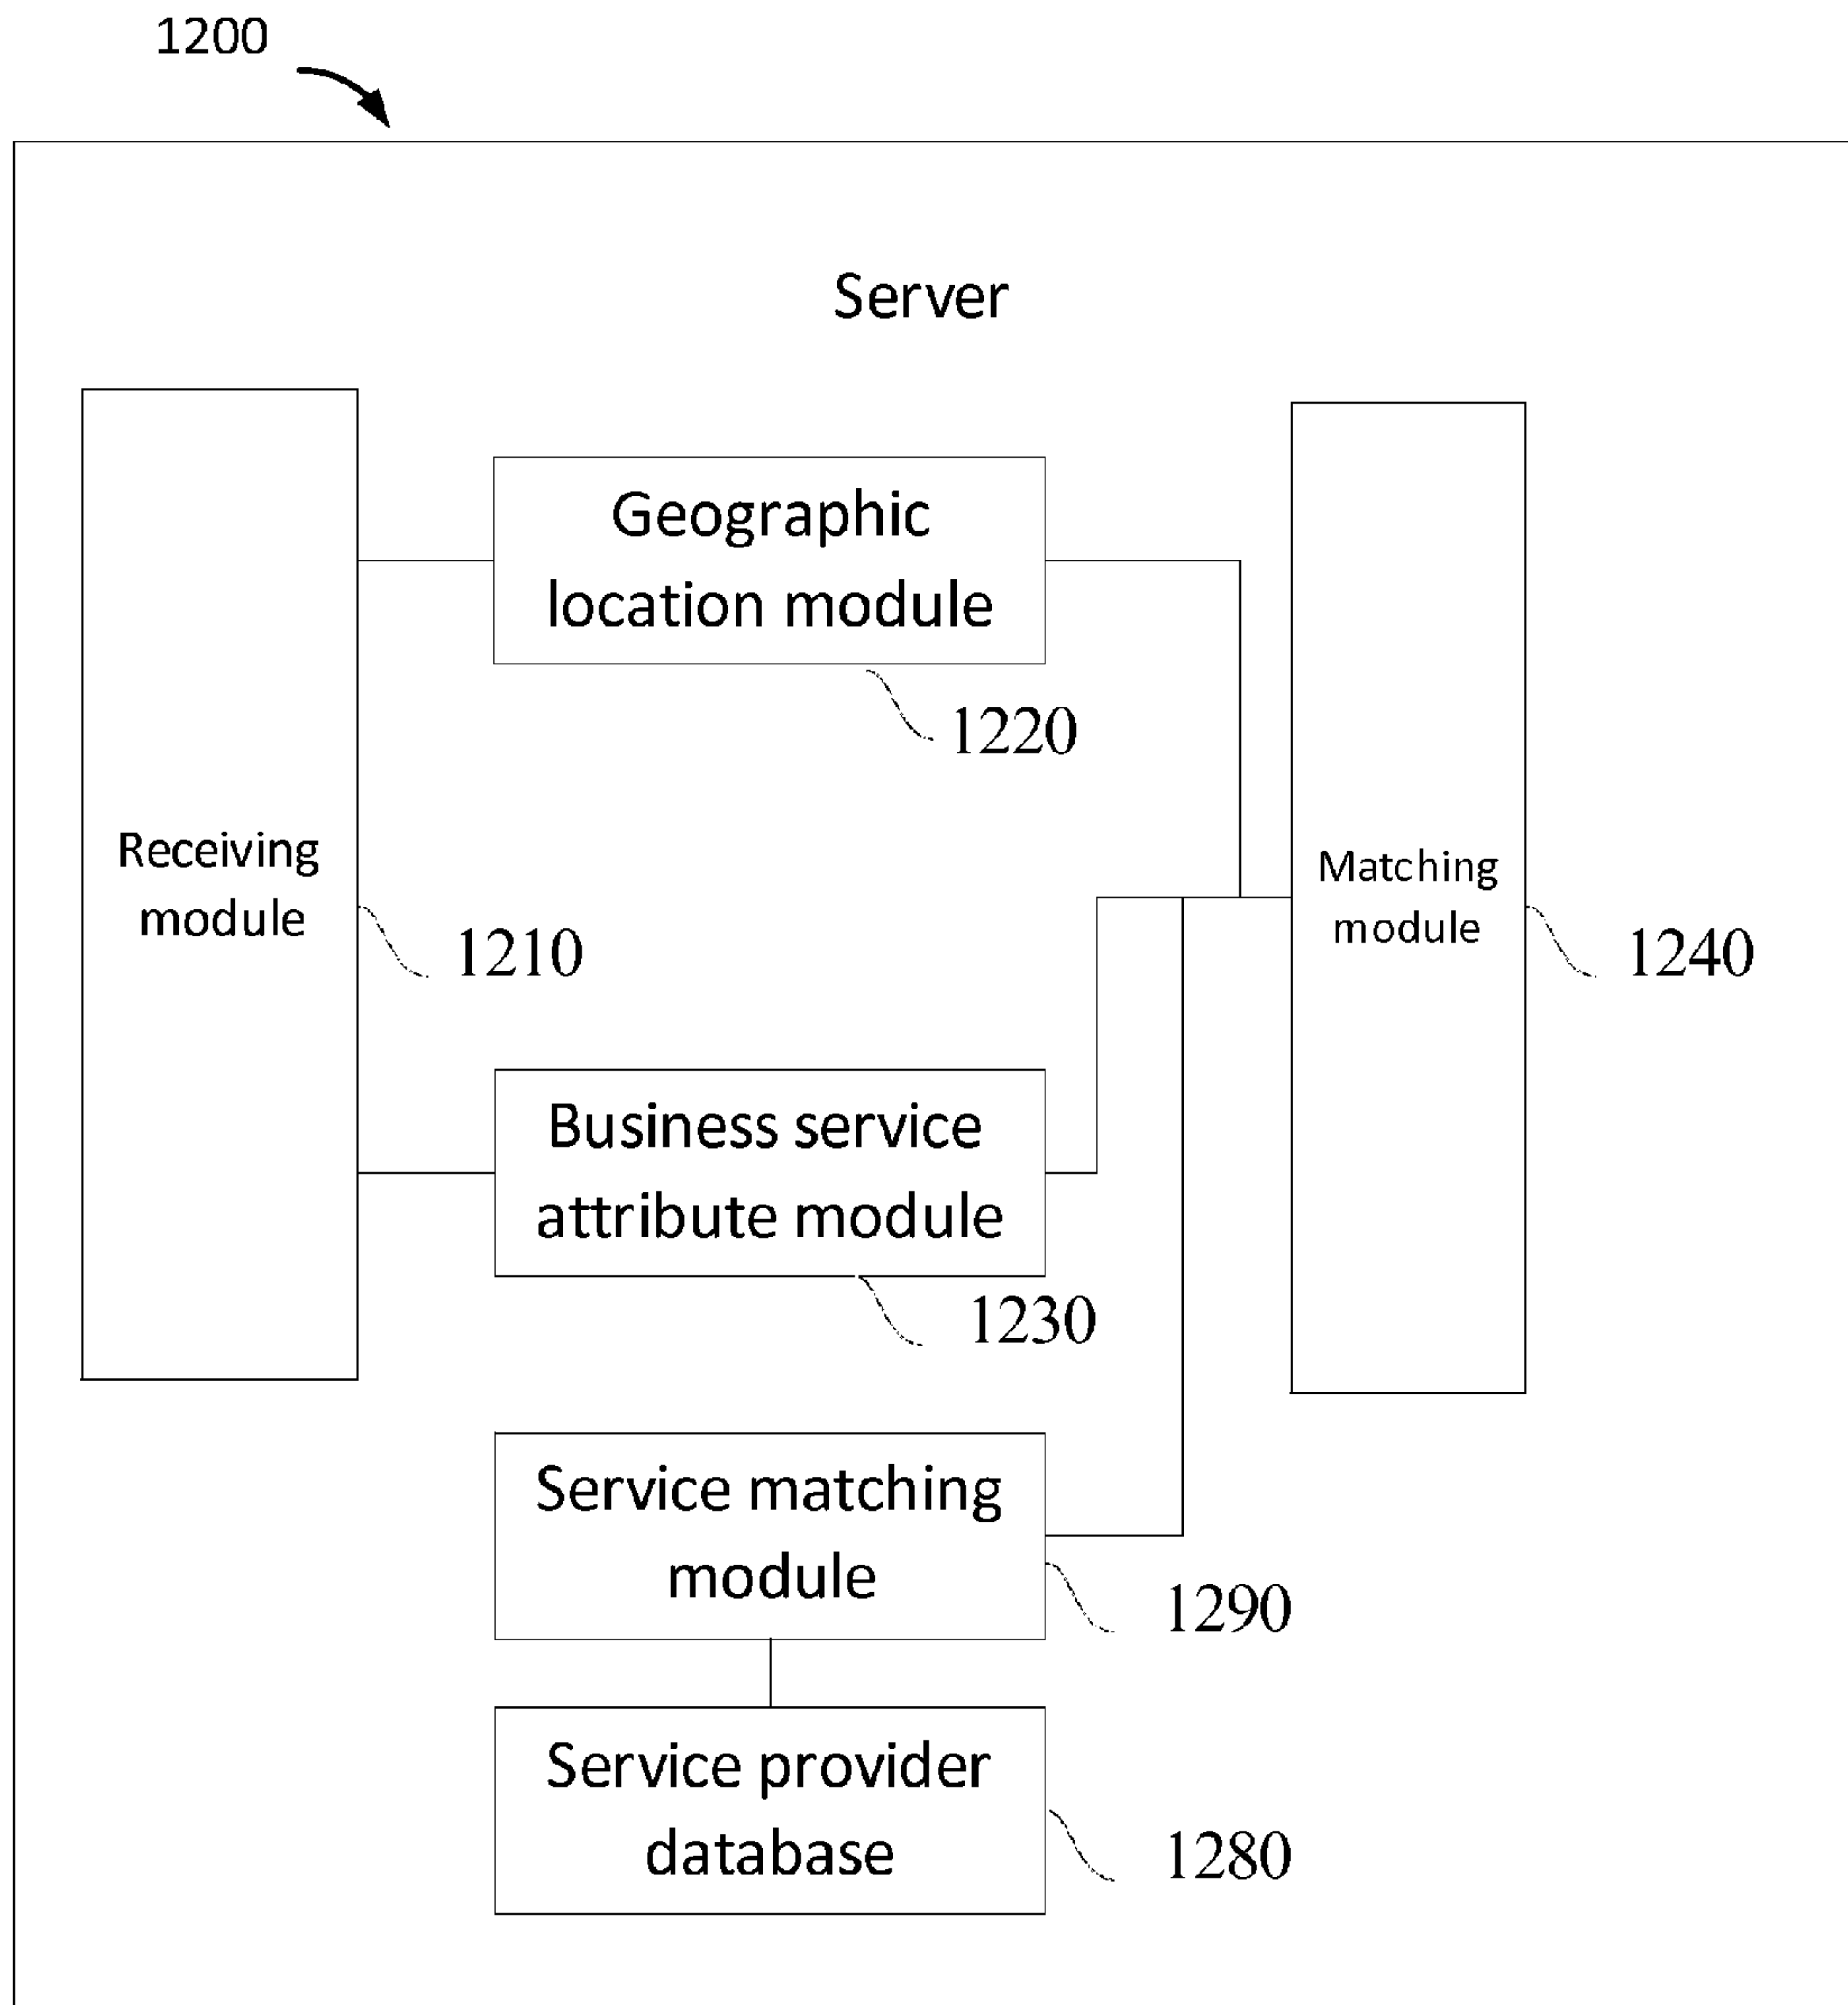 1200
Server
Geographic
location module
1220
Receiving
module
1210
Matching
module
1240
Business service
attribute module
1230
Service matching
module
1290
Service provider
database
1280